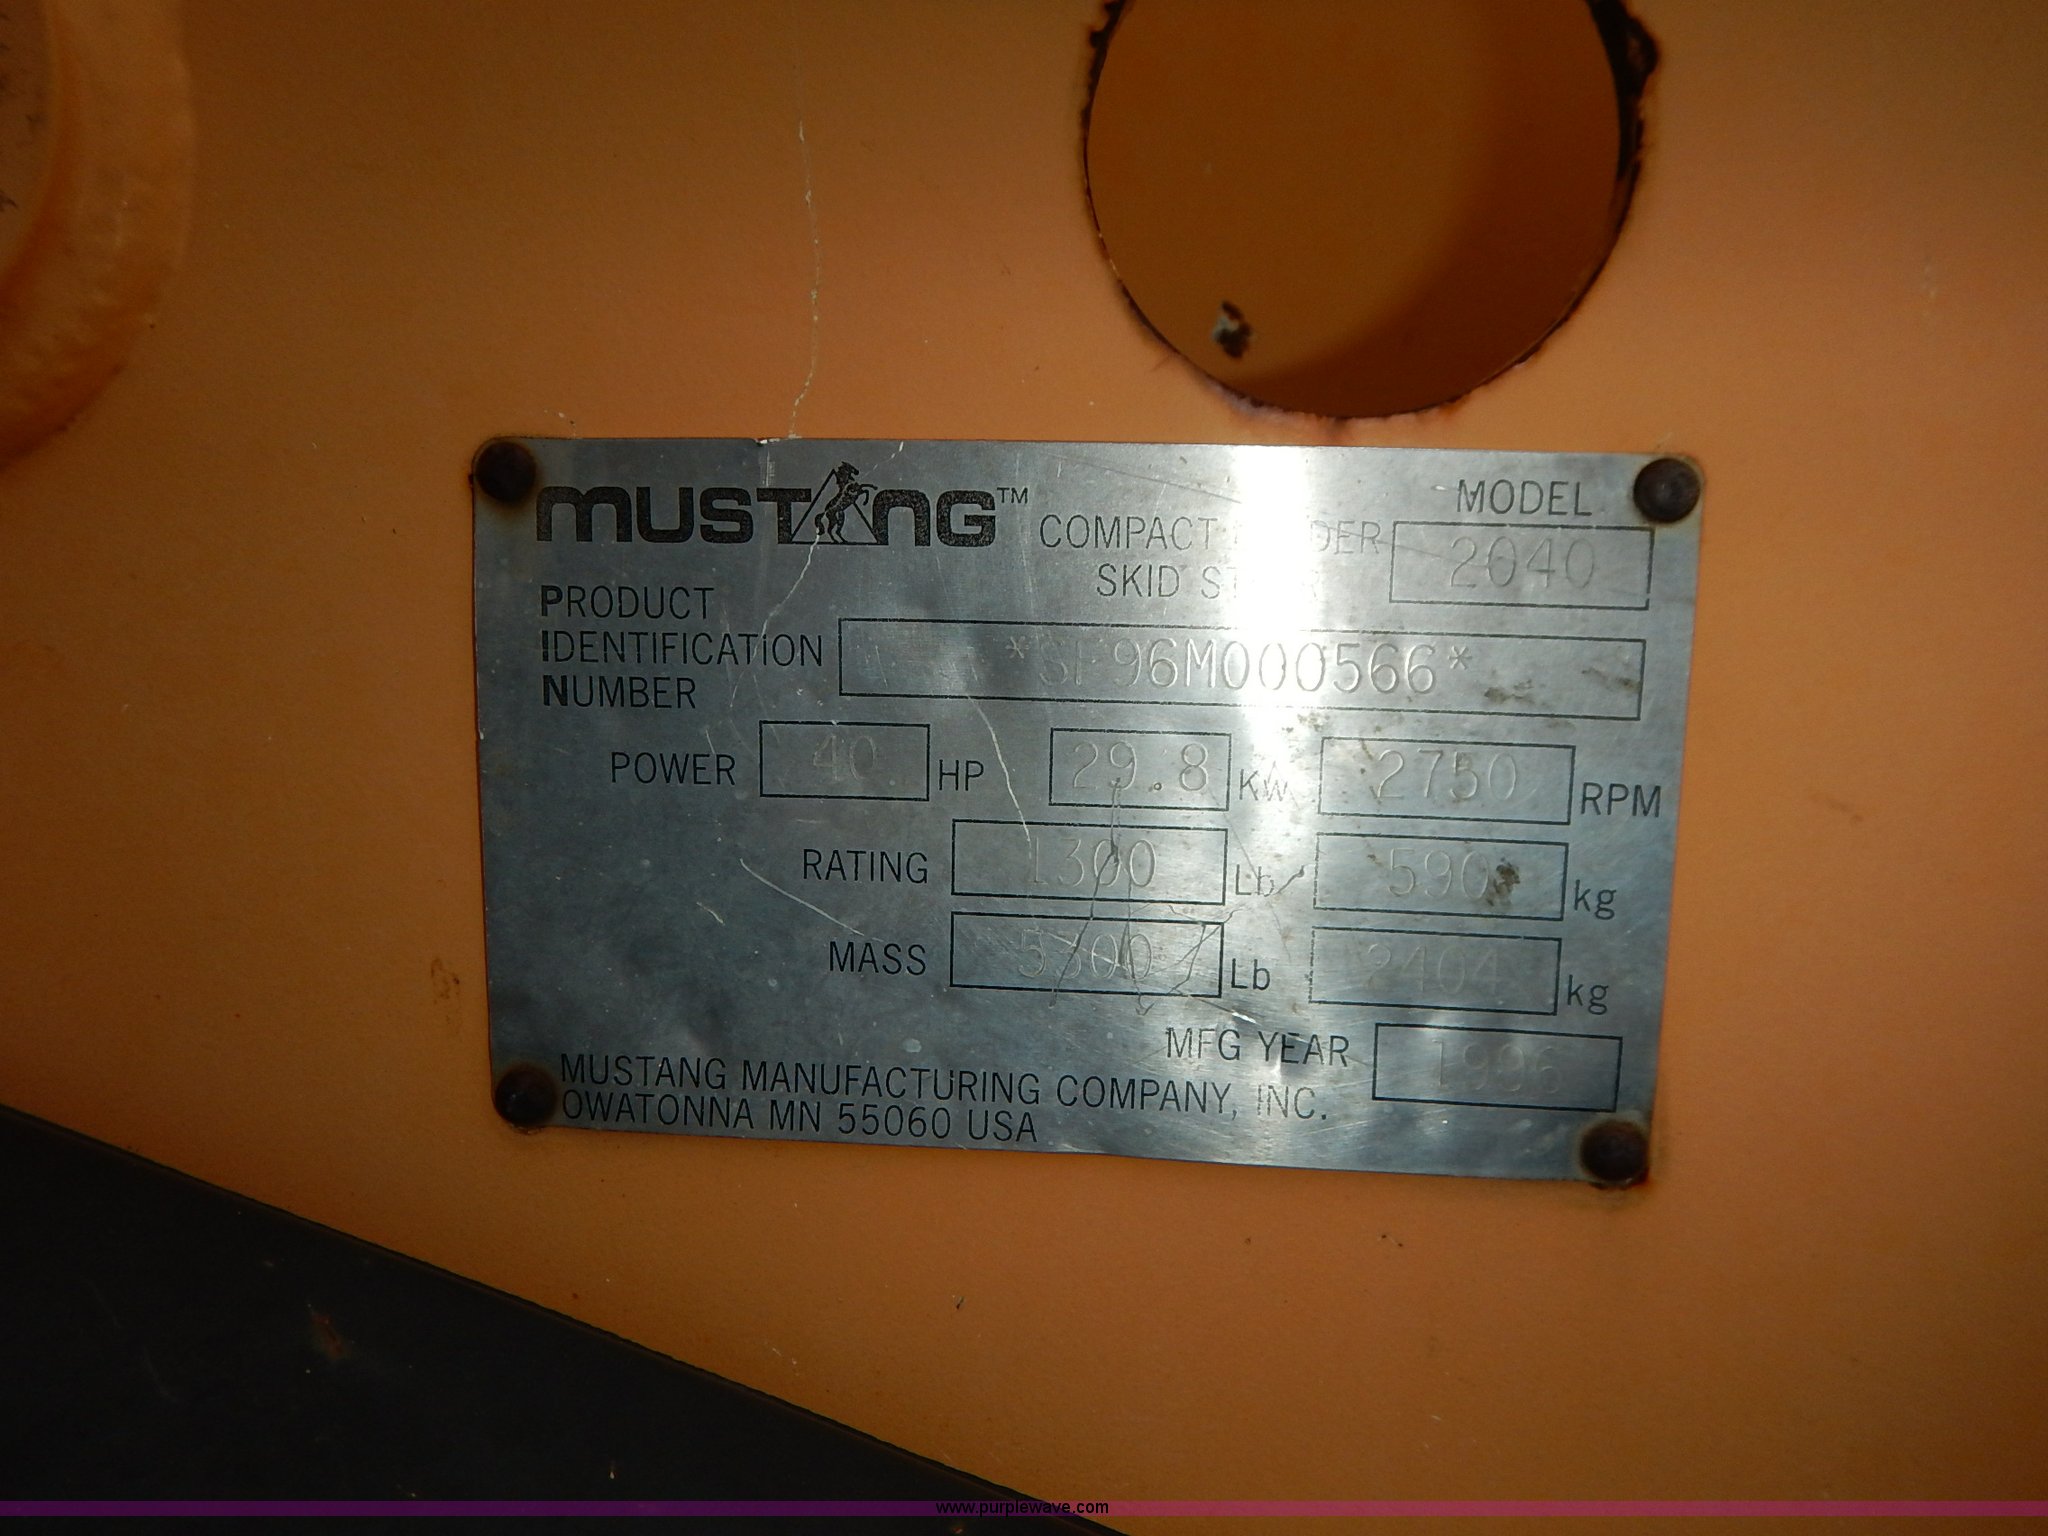 MUSTANG™
COMPACT
SKID
MODEL
2040
PRODUCT
IDENTIFICATION
NUMBER
*SF96M000566*
POWER 40 HP 29.8 KW 2750 RPM
RATING 1300 Lb 590 kg
MASS 5300 Lb 2404 kg
MFG YEAR 1996
MUSTANG MANUFACTURING COMPANY, INC.
OWATONNA MN 55060 USA
www.purplewave.com